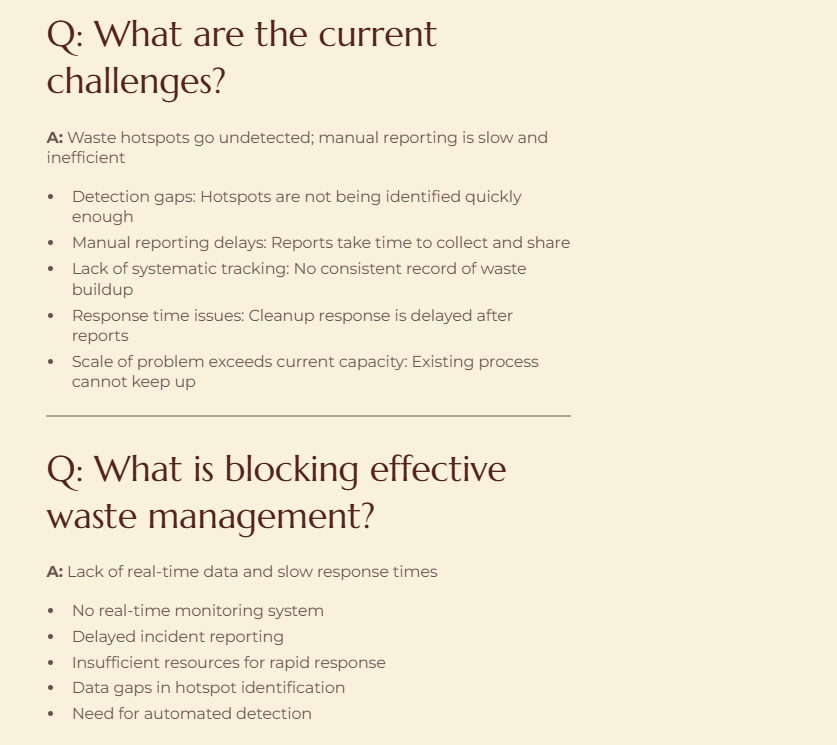 Q: What are the current
challenges?
A: Waste hotspots go undetected; manual reporting is slow and
inefficient
• Detection gaps: Hotspots are not being identified quickly
enough
• Manual reporting delays: Reports take time to collect and share
• Lack of systematic tracking: No consistent record of waste
buildup
• Response time issues: Cleanup response is delayed after
reports
• Scale of problem exceeds current capacity: Existing process
cannot keep up
Q: What is blocking effective
waste management?
A: Lack of real-time data and slow response times
• No real-time monitoring system
• Delayed incident reporting
• Insufficient resources for rapid response
• Data gaps in hotspot identification
• Need for automated detection